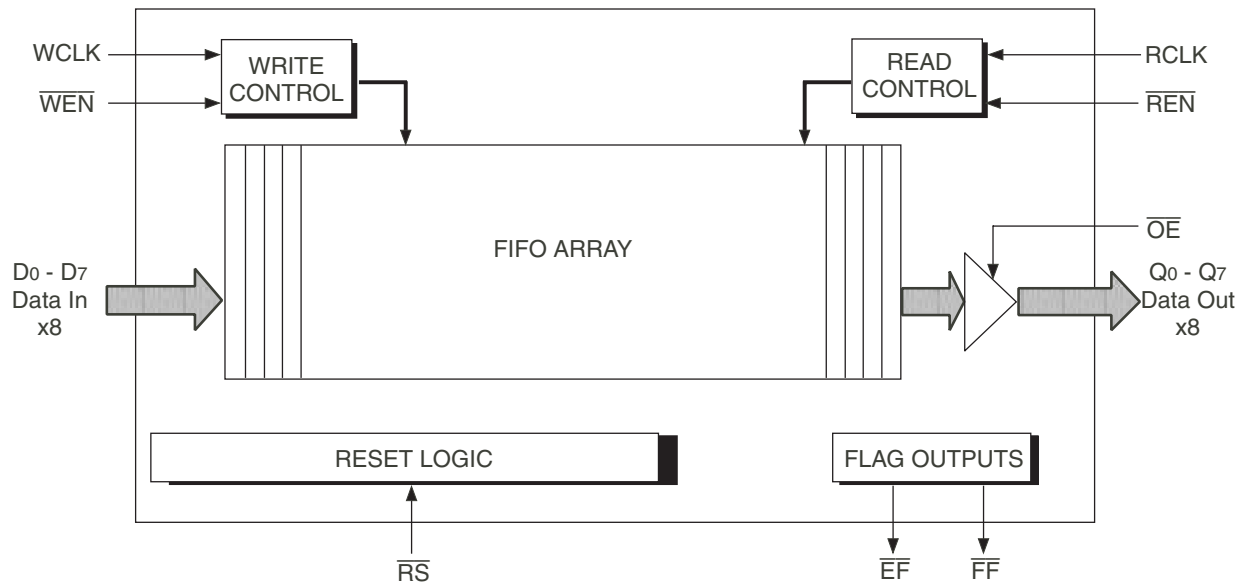 WCLK
WEN
WRITE
CONTROL
READ
CONTROL
RCLK
REN
FIFO ARRAY
OE
D0 - D7
Data In
x8
Q0 - Q7
Data Out
x8
RESET LOGIC
FLAG OUTPUTS
RS
EF
FF